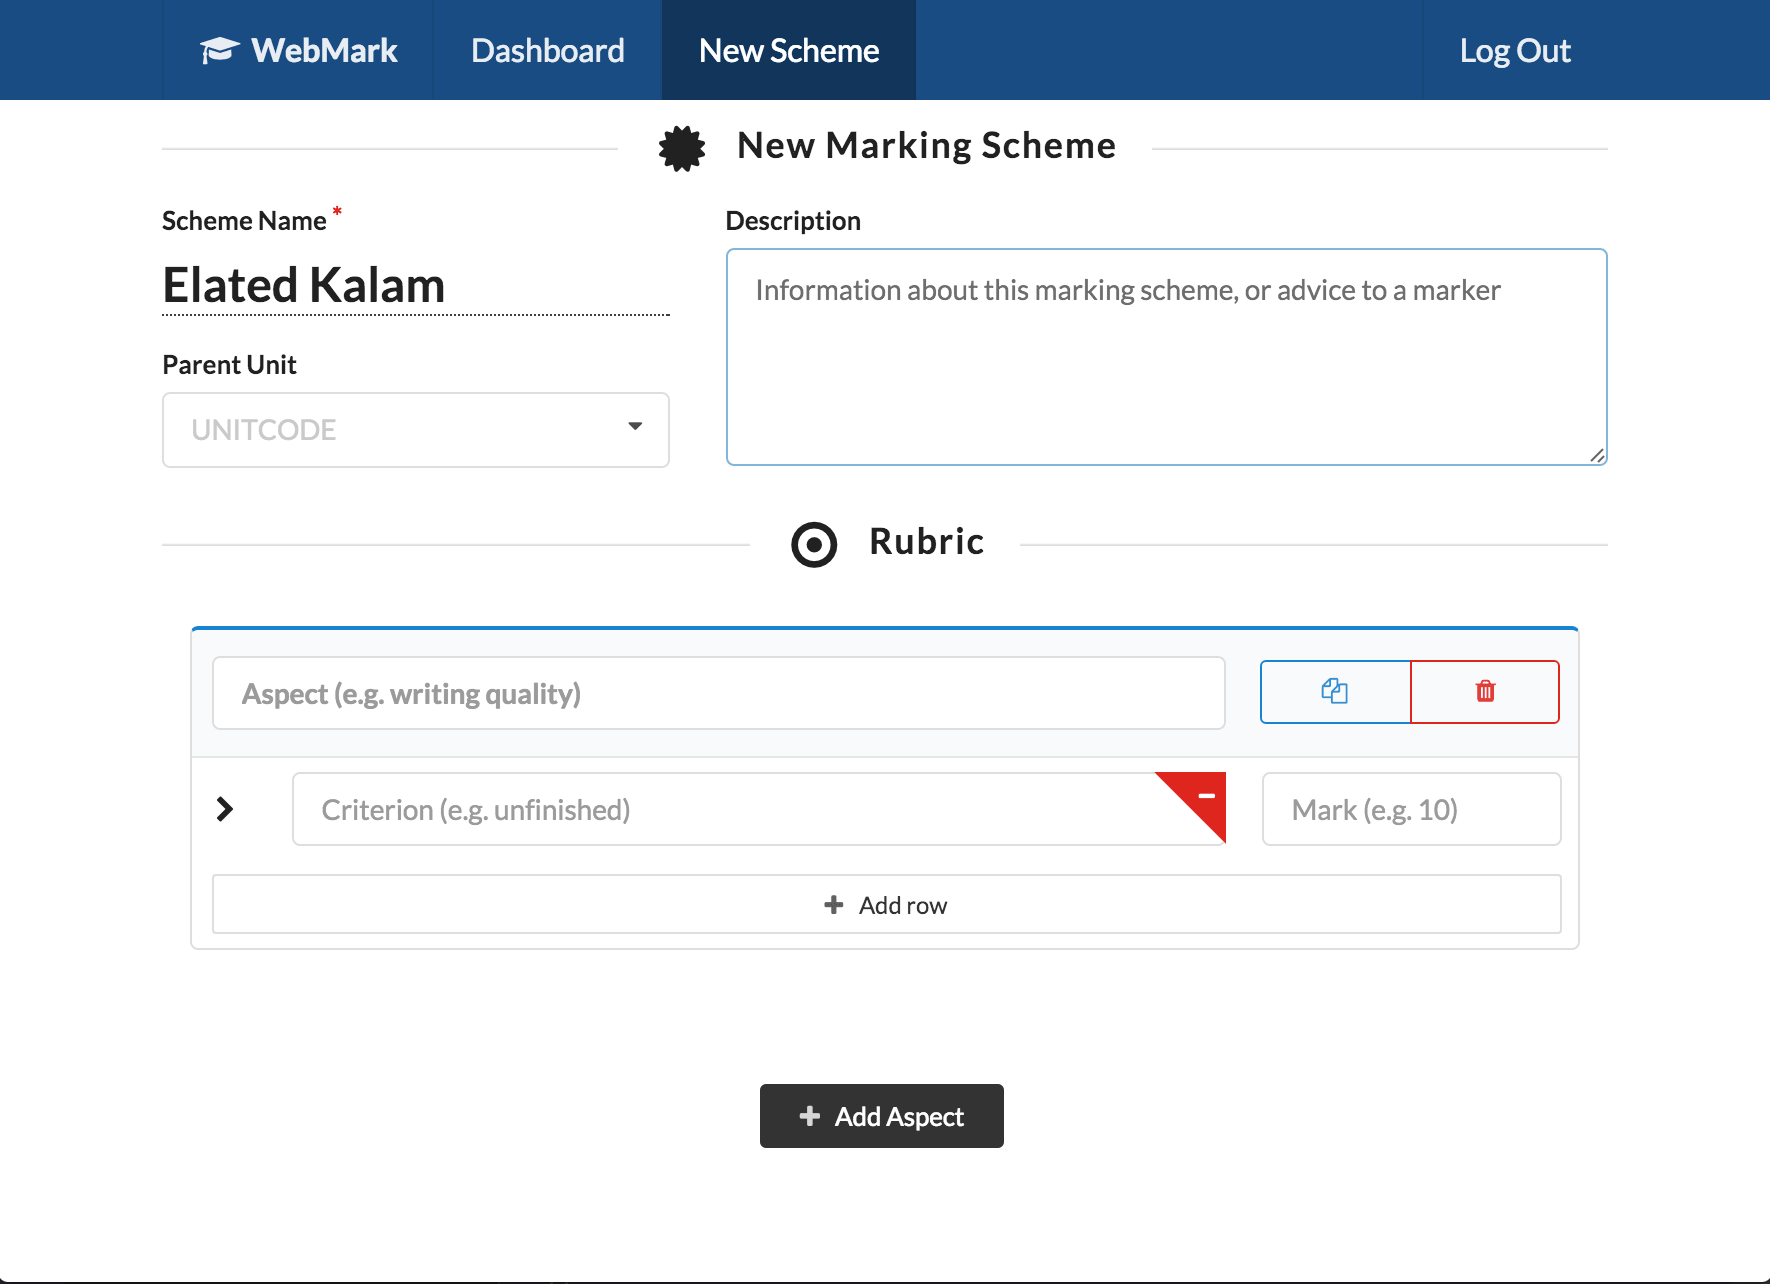 WebMark Dashboard New Scheme Log Out
New Marking Scheme
Scheme Name *
Elated Kalam
Parent Unit
UNITCODE
Description
Information about this marking scheme, or advice to a marker
Rubric
Aspect (e.g. writing quality)
Criterion (e.g. unfinished) Mark (e.g. 10)
Add row
Add Aspect